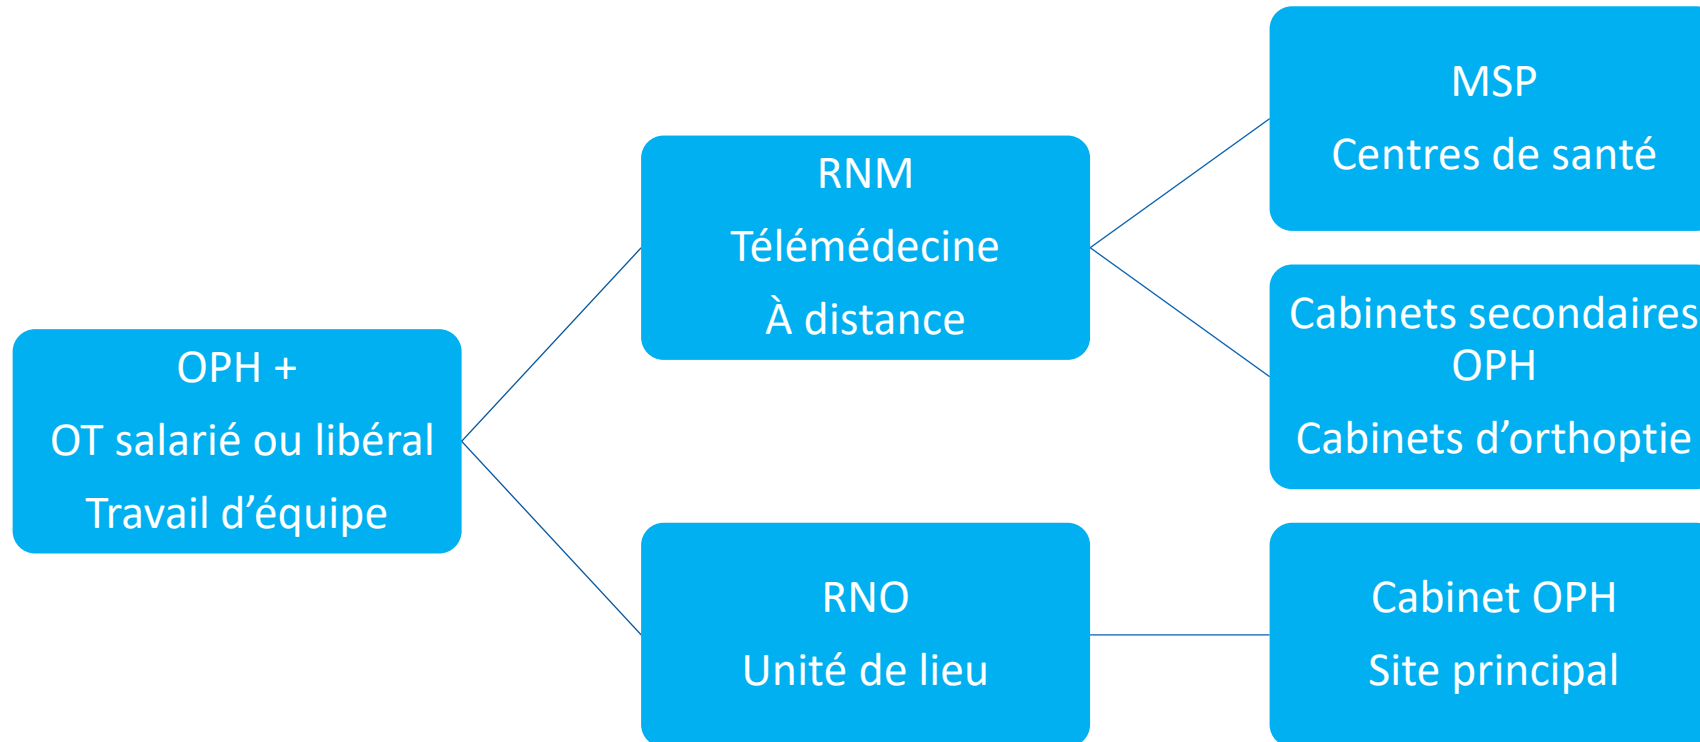 OPH +
OT salarié ou libéral
Travail d’équipe
RNM
Télémédecine
À distance
MSP
Centres de santé
Cabinets secondaires
OPH
Cabinets d’orthoptie
RNO
Unité de lieu
Cabinet OPH
Site principal